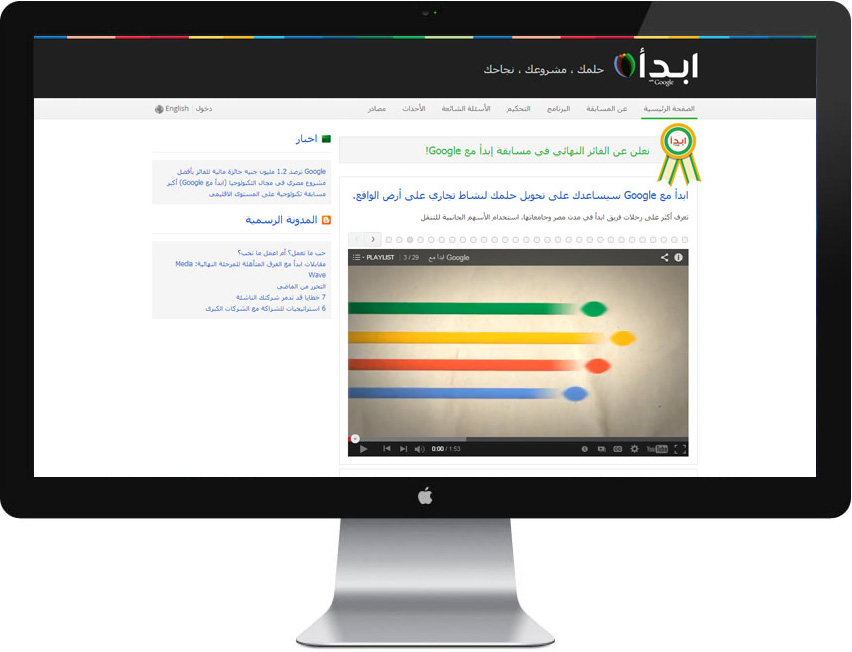 ابدأ
مع Google
حلمك ، مشروعك ، نجاحك
الصفحة الرئيسية
عن المسابقة
البرنامج
التحكيم
الأسئلة الشائعة
الأحداث
مصادر
دخول
English
ابدأ
نعلن عن الفائز النهائي في مسابقة إبدأ مع Google!
ابدأ مع Google سيساعدك على تحويل حلمك لنشاط تجاري على أرض الواقع.
تعرف أكثر على رحلات فريق ابدأ في مدن مصر وجامعاتها. استخدام الأسهم الجانبية للتنقل
PLAYLIST
3 / 29
ابدأ مع Google
0:00 / 1:53
YouTube
اخبار
Google ترصد 1.2 مليون جنيه جائزة مالية للفائز بأفضل
مشروع مصري في مجال التكنولوجيا (ابدأ مع Google) أكبر
مسابقة تكنولوجية على المستوى الاقليمى
المدونة الرسمية
حب ما تعمل؟ أم اعمل ما تحب؟
مقابلات ابدأ مع الفرق المتأهلة للمرحلة النهائية: Media
Wave
التحرر من الماضى
7 خطايا قد تدمر شركتك الناشئة
6 استراتيجيات للشراكة مع الشركات الكبرى